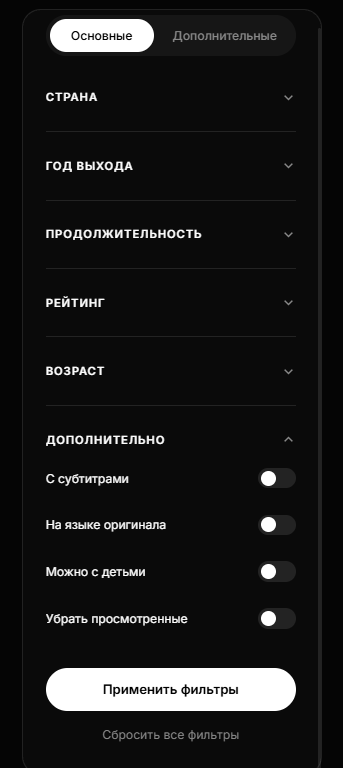 Основные
Дополнительные
СТРАНА
ГОД ВЫХОДА
ПРОДОЛЖИТЕЛЬНОСТЬ
РЕЙТИНГ
ВОЗРАСТ
ДОПОЛНИТЕЛЬНО
С субтитрами
На языке оригинала
Можно с детьми
Убрать просмотренные
Применить фильтры
Сбросить все фильтры